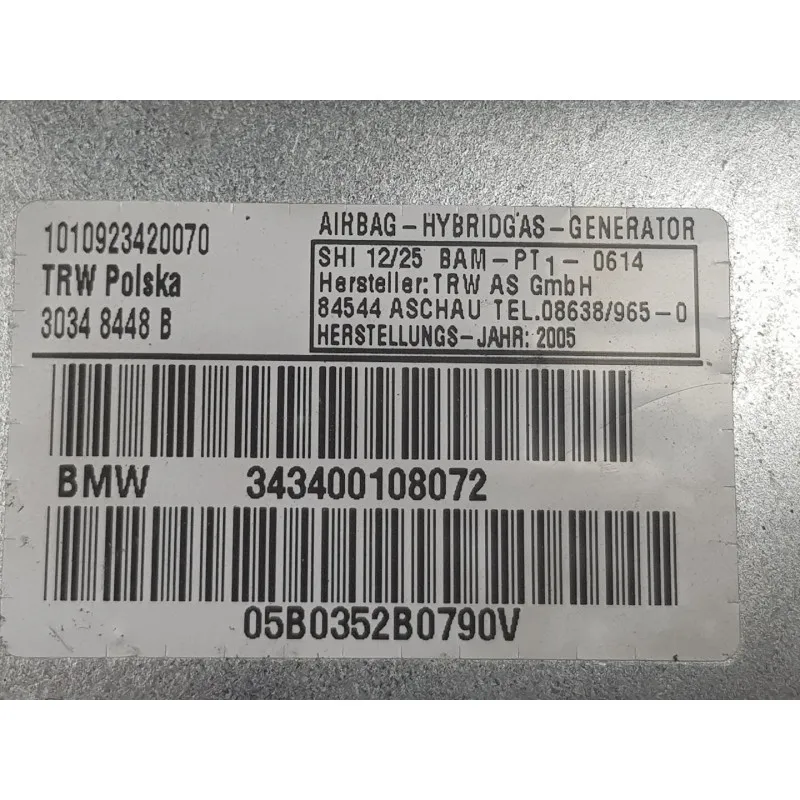 1010923420070
TRW Polska
3034 8448 B
AIRBAG-HYBRIDGAS-GENERATOR
SHI 12/25 BAM-PT1-0614
Hersteller: TRW AS GmbH
84544 ASCHAU TEL.08638/965-0
HERSTELLUNGS-JAHR: 2005
BMW 343400108072
05B0352B0790V